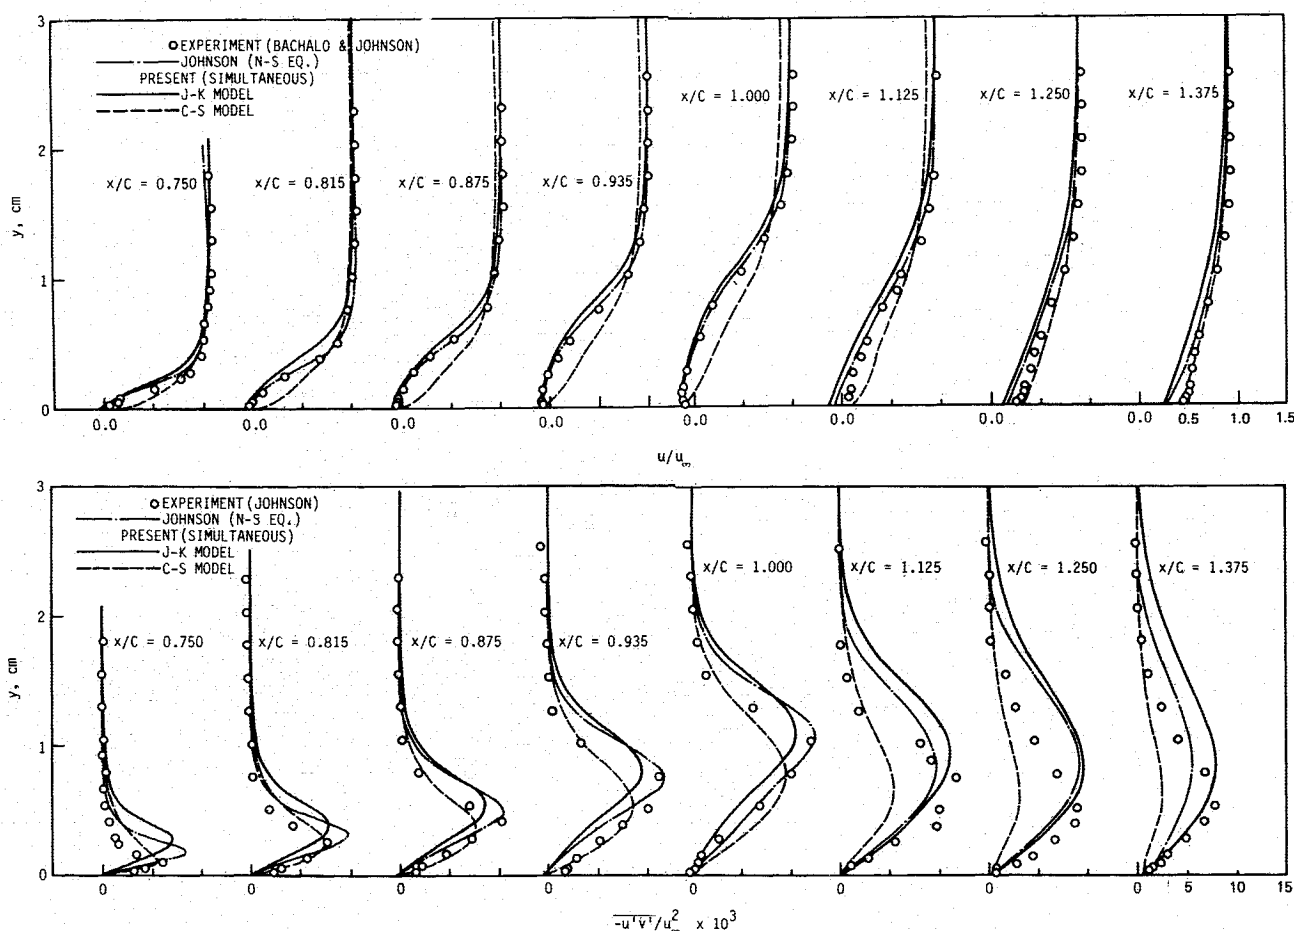 3
2
1
0
y, cm
EXPERIMENT (BACHALO & JOHNSON)
JOHNSON (N-S EQ.)
PRESENT (SIMULTANEOUS)
J-K MODEL
C-S MODEL
x/C = 0.750
x/C = 0.815
x/C = 0.875
x/C = 0.935
x/C = 1.000
x/C = 1.125
x/C = 1.250
x/C = 1.375
0.0
0.0
0.0
0.0
0.0
0.0
0.0
0.0 0.5 1.0 1.5
u/u∞
3
2
1
0
y, cm
EXPERIMENT (JOHNSON)
JOHNSON (N-S EQ.)
PRESENT (SIMULTANEOUS)
J-K MODEL
C-S MODEL
x/C = 0.750
x/C = 0.815
x/C = 0.875
x/C = 0.935
x/C = 1.000
x/C = 1.125
x/C = 1.250
x/C = 1.375
0
0
0
0
0
0
0
0 5 10 15
-u'v'/u∞² x 10³